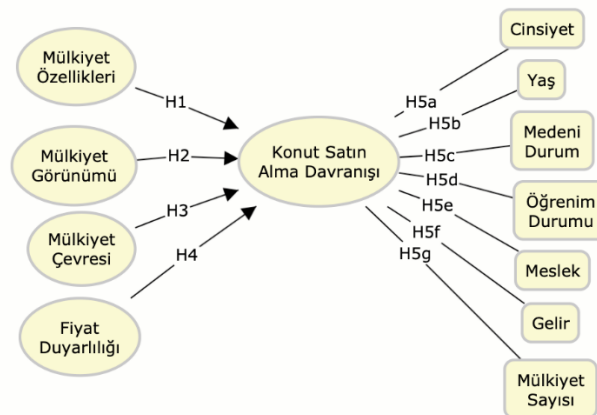 Mülkiyet
Özellikleri
H1
Mülkiyet
Görünümü
H2
Mülkiyet
Çevresi
H3
Fiyat
Duyarlılığı
H4
Konut Satın
Alma Davranışı
H5a
Cinsiyet
H5b
Yaş
H5c
Medeni
Durum
H5d
Öğrenim
Durumu
H5e
Meslek
H5f
Gelir
H5g
Mülkiyet
Sayısı